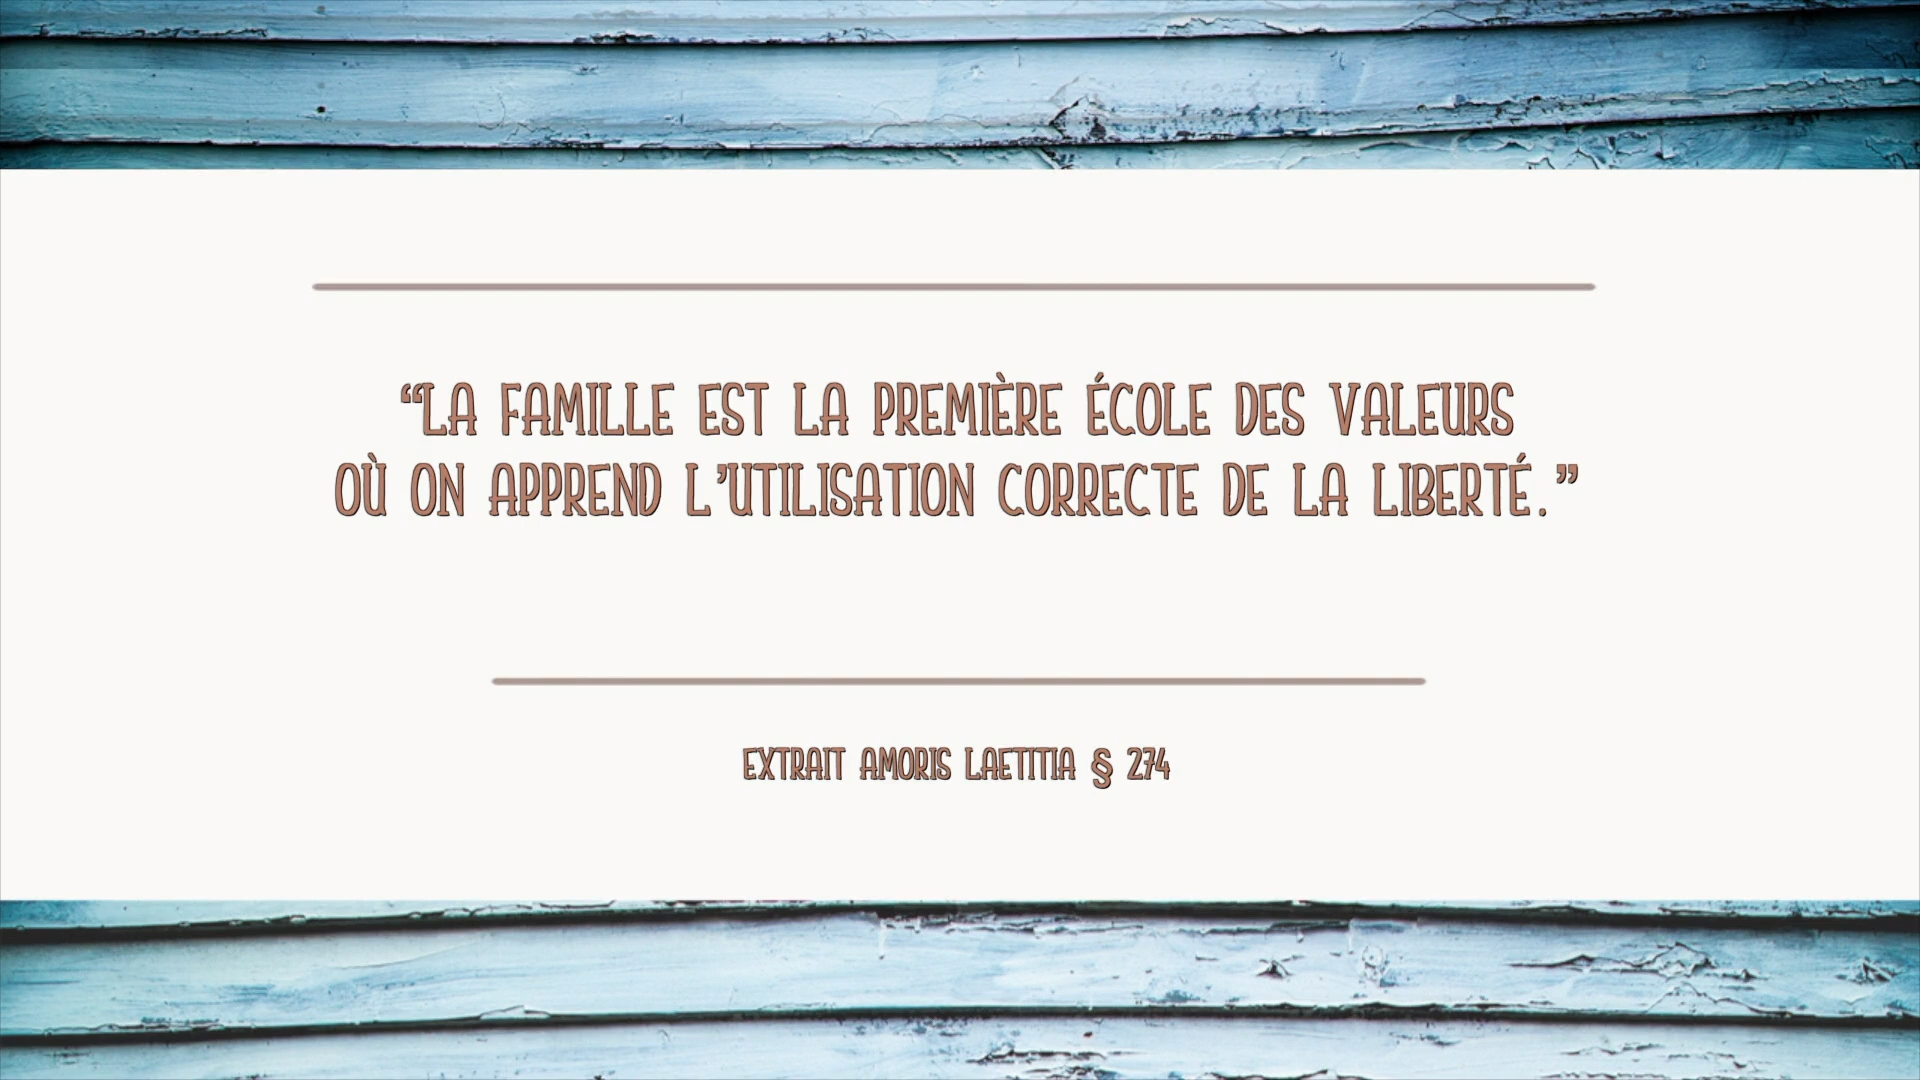 “LA FAMILLE EST LA PREMIÈRE ÉCOLE DES VALEURS
OÙ ON APPREND L’UTILISATION CORRECTE DE LA LIBERTÉ.”
EXTRAIT AMORIS LAETITIA § 274